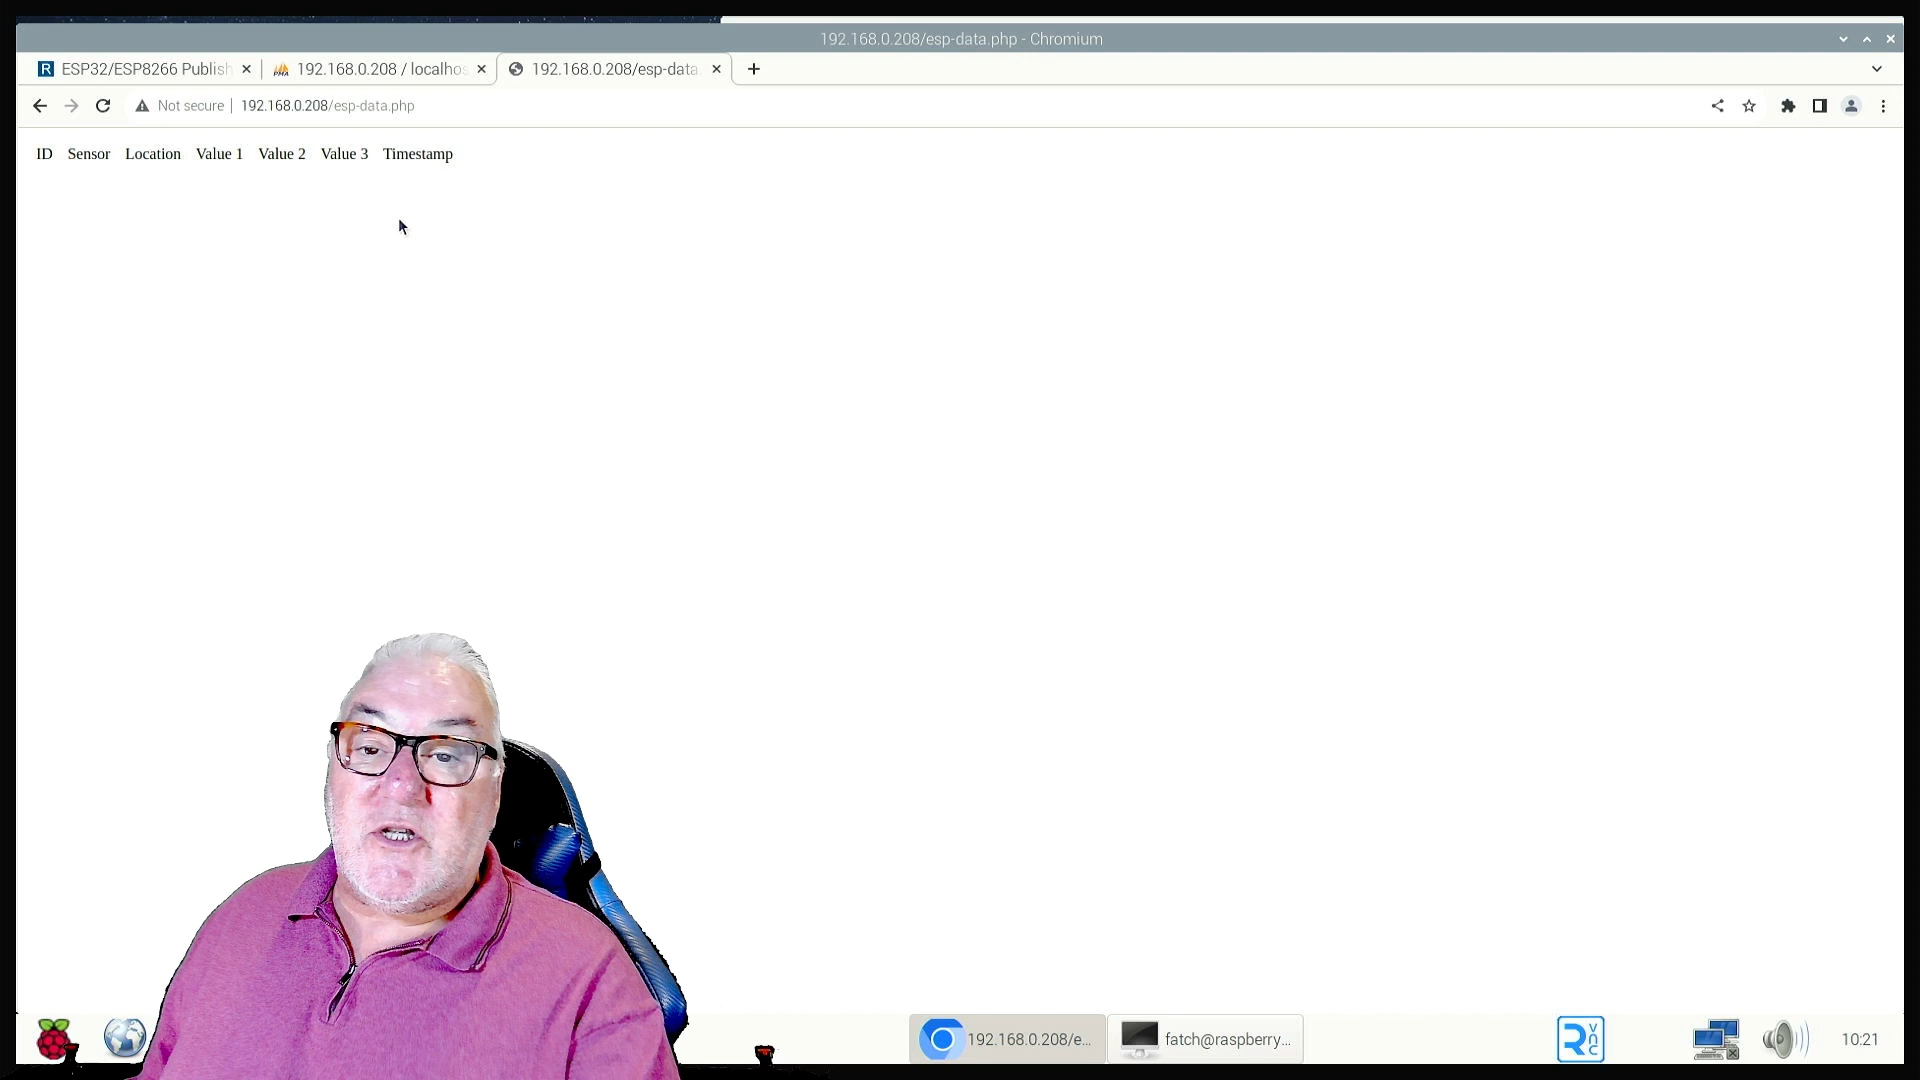 192.168.0.208/esp-data.php - Chromium
R ESP32/ESP8266 Publish
PMA 192.168.0.208 / localhos
192.168.0.208/esp-data
Not secure 192.168.0.208/esp-data.php
ID Sensor Location Value 1 Value 2 Value 3 Timestamp
192.168.0.208/e...
fatch@raspberry...
R VNC
10:21